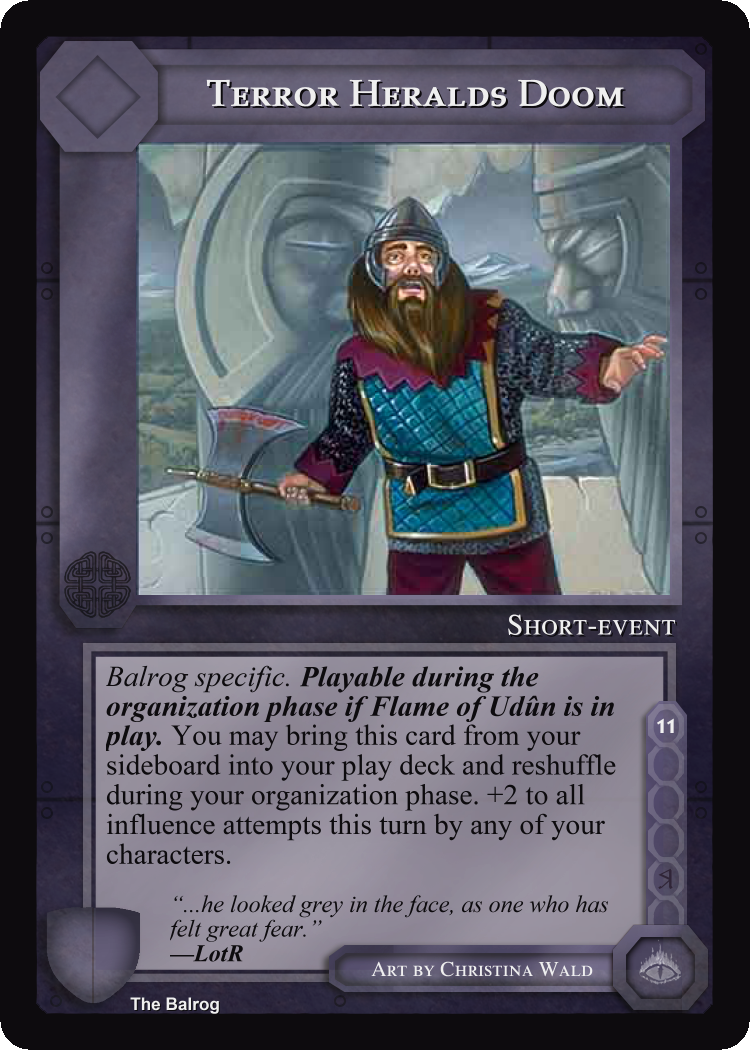 Terror Heralds Doom
Short-event
Balrog specific. Playable during the
organization phase if Flame of Udûn is in
play. You may bring this card from your
sideboard into your play deck and reshuffle
during your organization phase. +2 to all
influence attempts this turn by any of your
characters.
11
“...he looked grey in the face, as one who has
felt great fear.”
—LotR
Art by Christina Wald
The Balrog